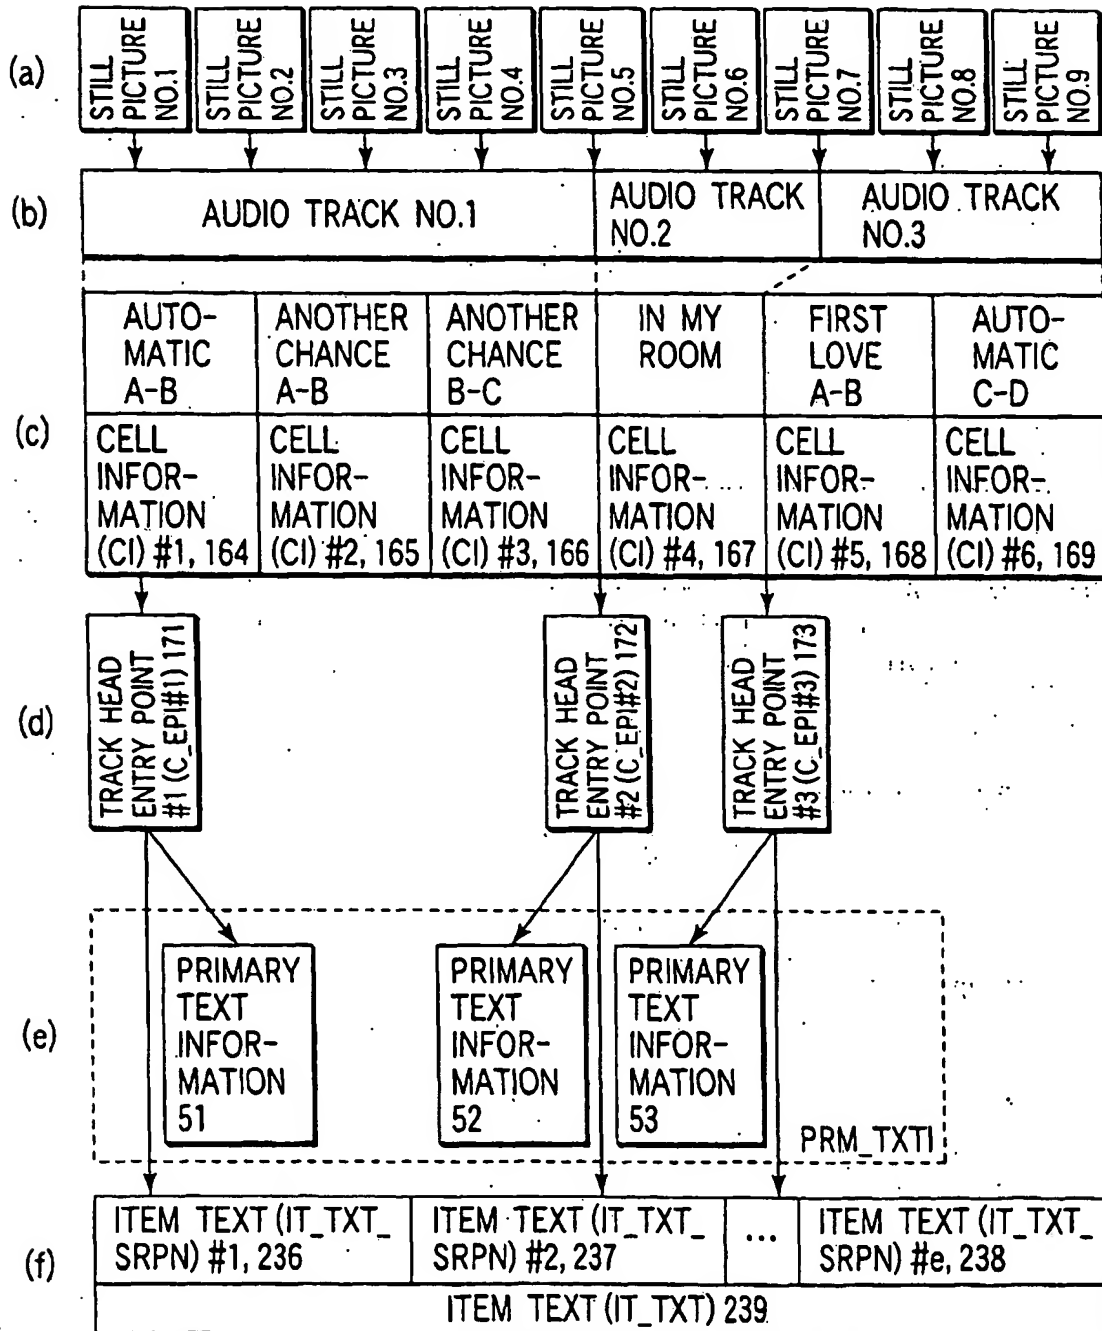 (a)
STILL
PICTURE
NO.1
STILL
PICTURE
NO.2
STILL
PICTURE
NO.3
STILL
PICTURE
NO.4
STILL
PICTURE
NO.5
STILL
PICTURE
NO.6
STILL
PICTURE
NO.7
STILL
PICTURE
NO.8
STILL
PICTURE
NO.9
(b)
AUDIO TRACK NO.1
AUDIO TRACK
NO.2
AUDIO TRACK
NO.3
(c)
AUTO-
MATIC
A-B
ANOTHER
CHANCE
A-B
ANOTHER
CHANCE
B-C
IN MY
ROOM
FIRST
LOVE
A-B
AUTO-
MATIC
C-D
CELL
INFOR-
MATION
(CI) #1, 164
CELL
INFOR-
MATION
(CI) #2, 165
CELL
INFOR-
MATION
(CI) #3, 166
CELL
INFOR-
MATION
(CI) #4, 167
CELL
INFOR-
MATION
(CI) #5, 168
CELL
INFOR-
MATION
(CI) #6, 169
(d)
TRACK HEAD
ENTRY POINT
#1 (C_EPI#1) 171
TRACK HEAD
ENTRY POINT
#2 (C_EPI#2) 172
TRACK HEAD
ENTRY POINT
#3 (C_EPI#3) 173
(e)
PRIMARY
TEXT
INFOR-
MATION
51
PRIMARY
TEXT
INFOR-
MATION
52
PRIMARY
TEXT
INFOR-
MATION
53
PRM_TXTI
(f)
ITEM TEXT (IT_TXT_
SRPN) #1, 236
ITEM TEXT (IT_TXT_
SRPN) #2, 237
...
ITEM TEXT (IT_TXT_
SRPN) #e, 238
ITEM TEXT (IT_TXT) 239